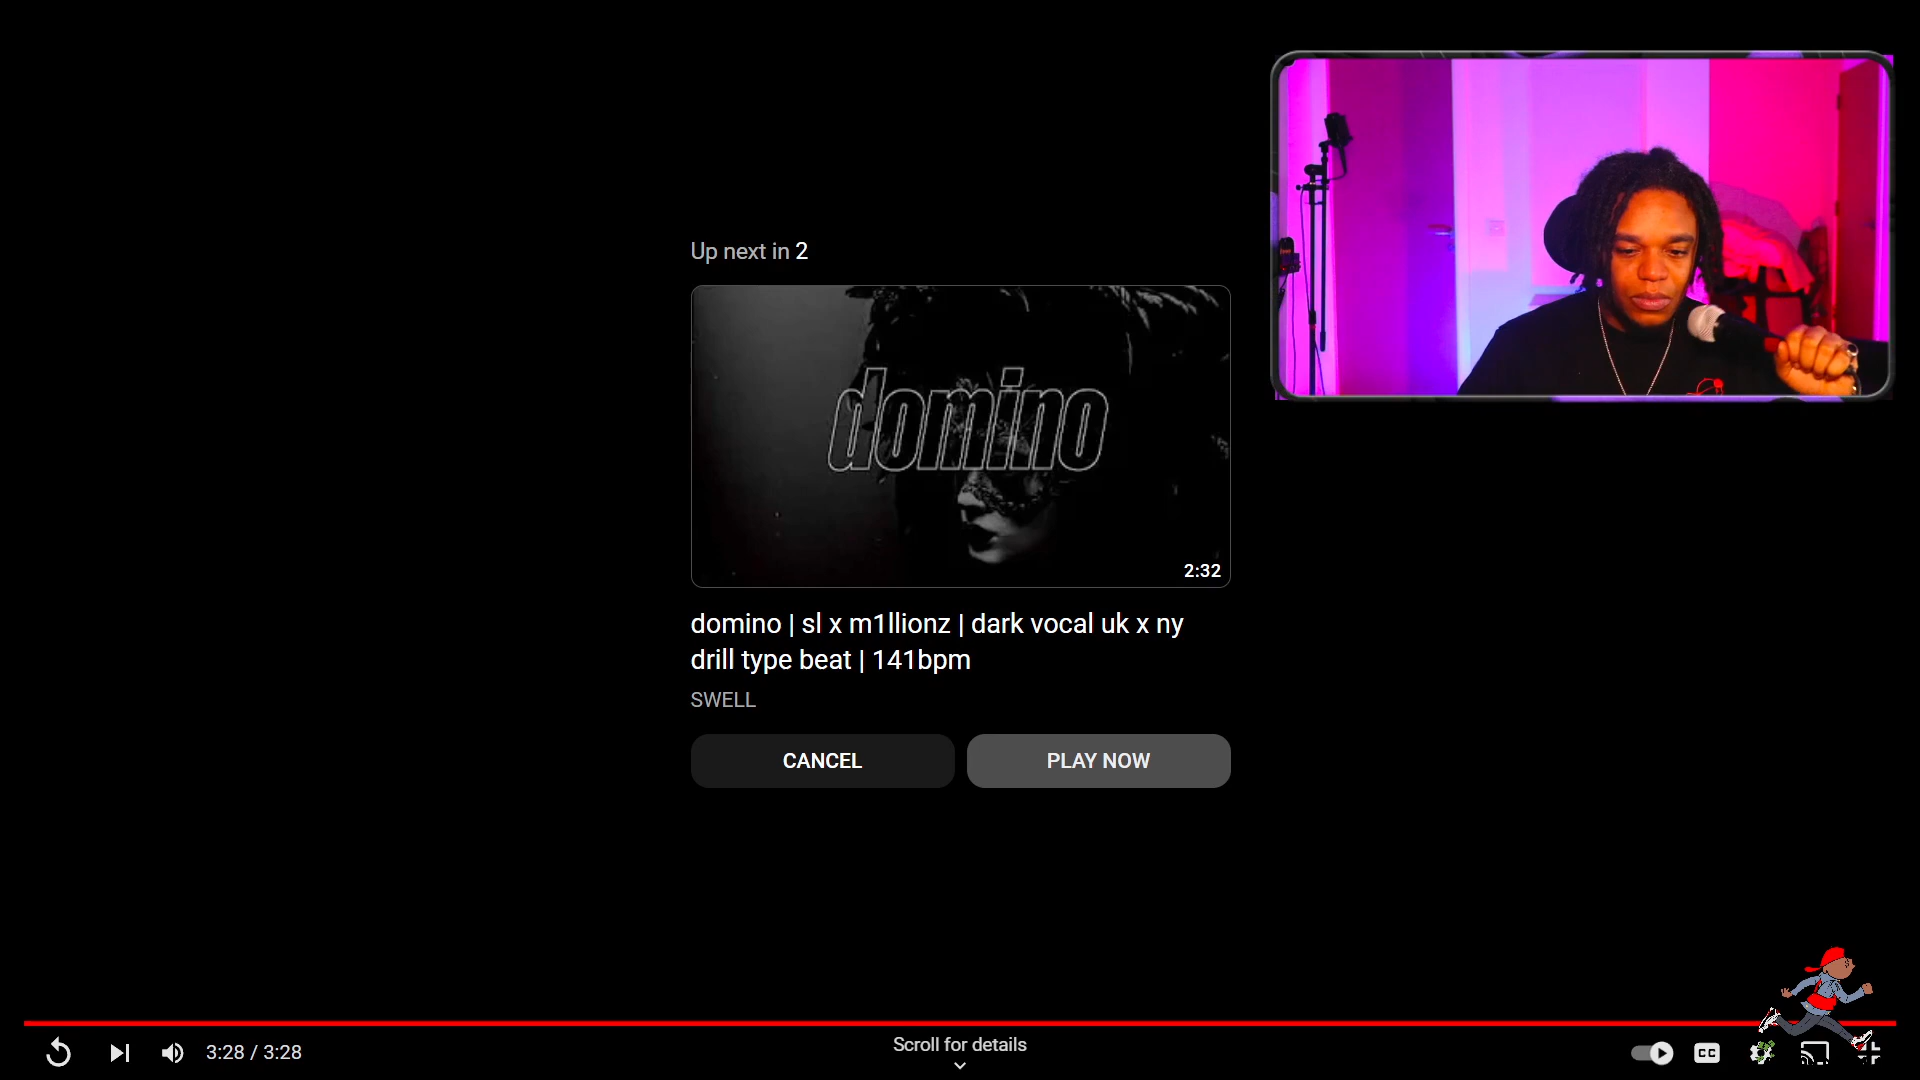 Up next in 2
domino
2:32
domino | sl x m1llionz | dark vocal uk x ny
drill type beat | 141bpm
SWELL
CANCEL
PLAY NOW
Scroll for details
3:28 / 3:28
CC